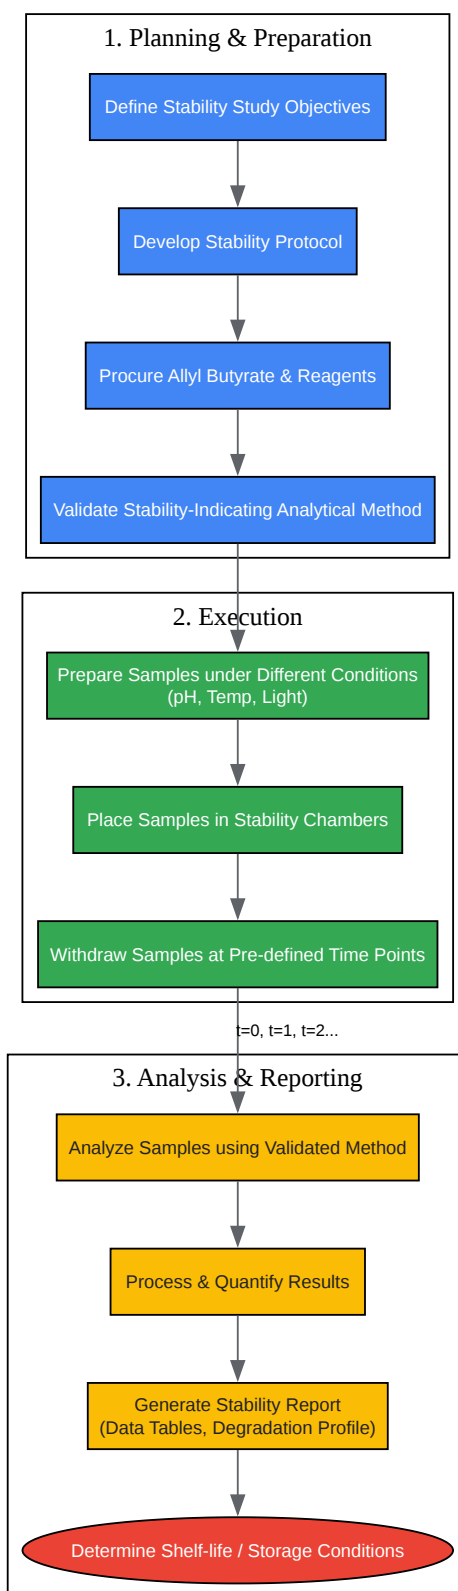 1. Planning & Preparation
Define Stability Study Objectives
Develop Stability Protocol
Procure Allyl Butyrate & Reagents
Validate Stability-Indicating Analytical Method
2. Execution
Prepare Samples under Different Conditions
(pH, Temp, Light)
Place Samples in Stability Chambers
Withdraw Samples at Pre-defined Time Points
t=0, t=1, t=2...
3. Analysis & Reporting
Analyze Samples using Validated Method
Process & Quantify Results
Generate Stability Report
(Data Tables, Degradation Profile)
Determine Shelf-life / Storage Conditions